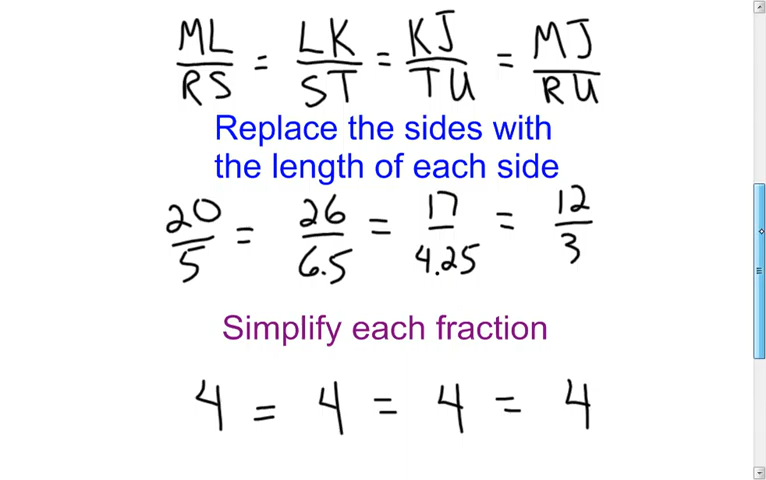 ML/RS = LK/ST = KJ/TU = MJ/RU
Replace the sides with
the length of each side
20/5 = 26/6.5 = 17/4.25 = 12/3
Simplify each fraction
4 = 4 = 4 = 4